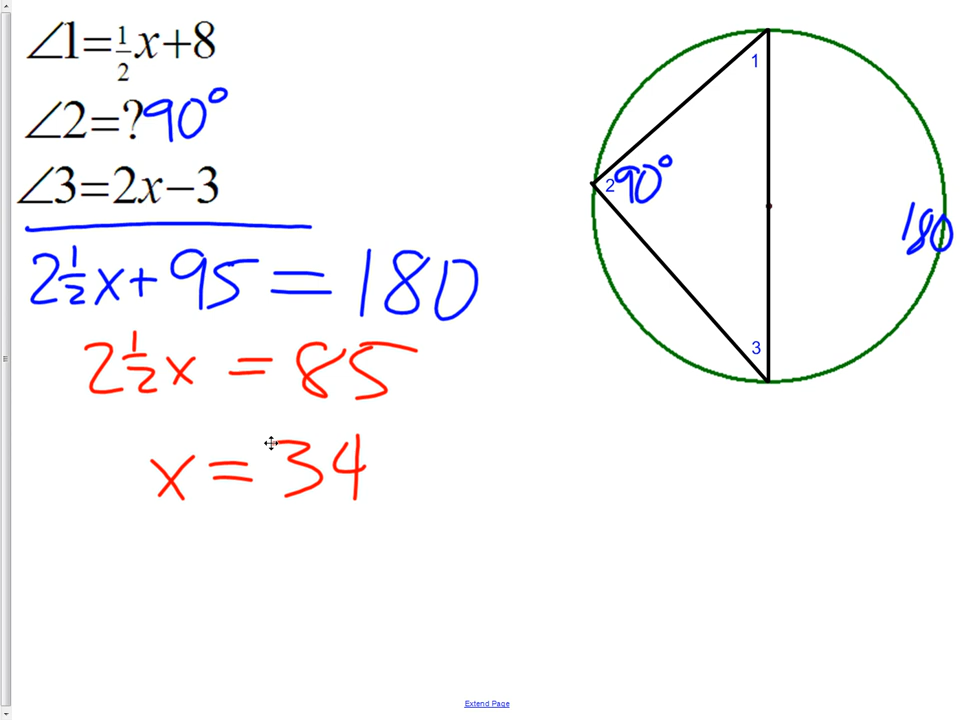 ∠1=½x+8
∠2=?90°
∠3=2x−3
2½x+95=180
2½x=85
x=34
1
2 90°
180
3
Extend Page